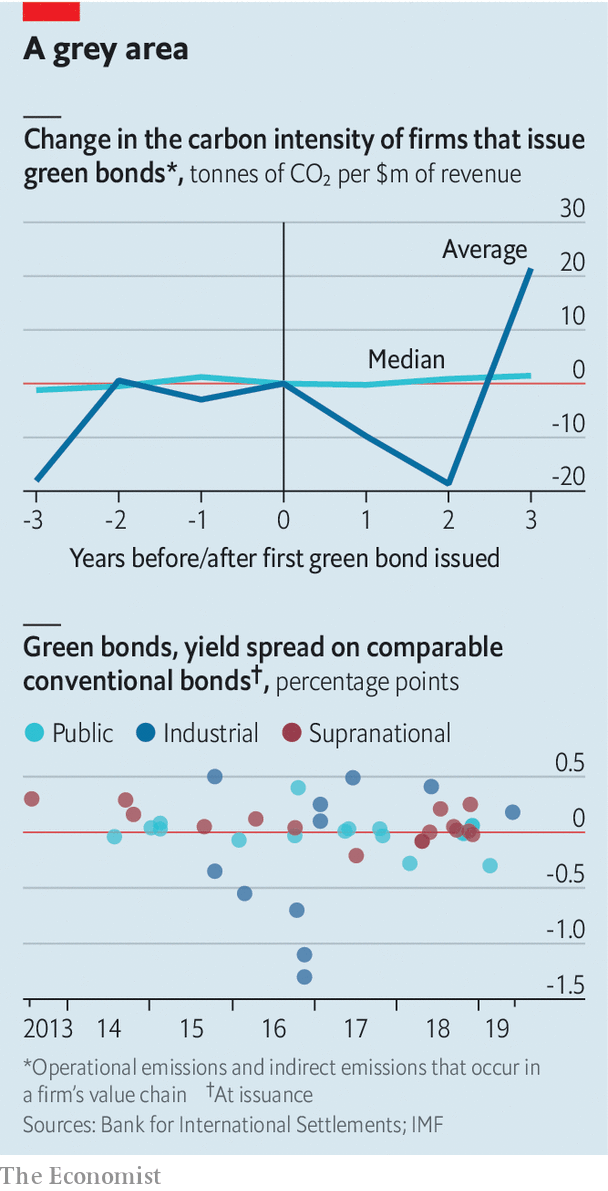 A grey area
Change in the carbon intensity of firms that issue
green bonds*, tonnes of CO₂ per $m of revenue
30
Average
20
10
Median
0
-10
-20
-3 -2 -1 0 1 2 3
Years before/after first green bond issued
Green bonds, yield spread on comparable
conventional bonds†, percentage points
Public Industrial Supranational
0.5
0
-0.5
-1.0
-1.5
2013 14 15 16 17 18 19
*Operational emissions and indirect emissions that occur in
a firm's value chain †At issuance
Sources: Bank for International Settlements; IMF
The Economist